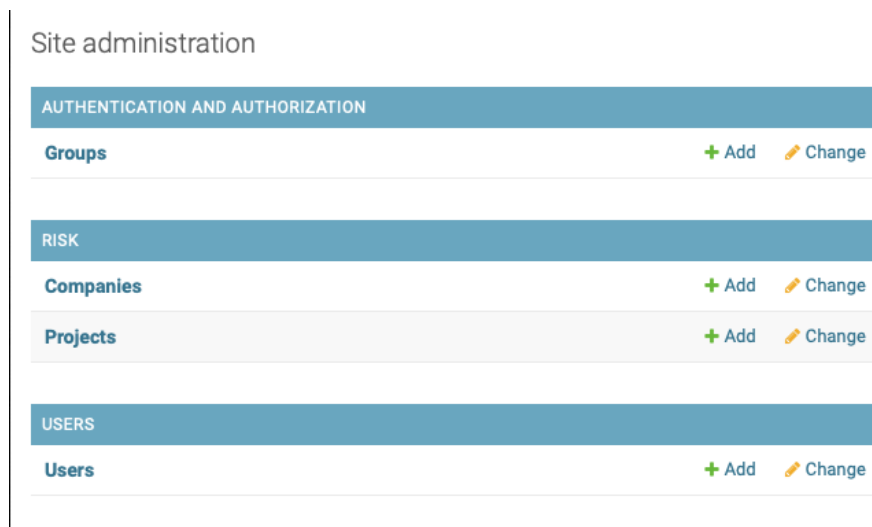 Site administration
AUTHENTICATION AND AUTHORIZATION
Groups Add Change
RISK
Companies Add Change
Projects Add Change
USERS
Users Add Change